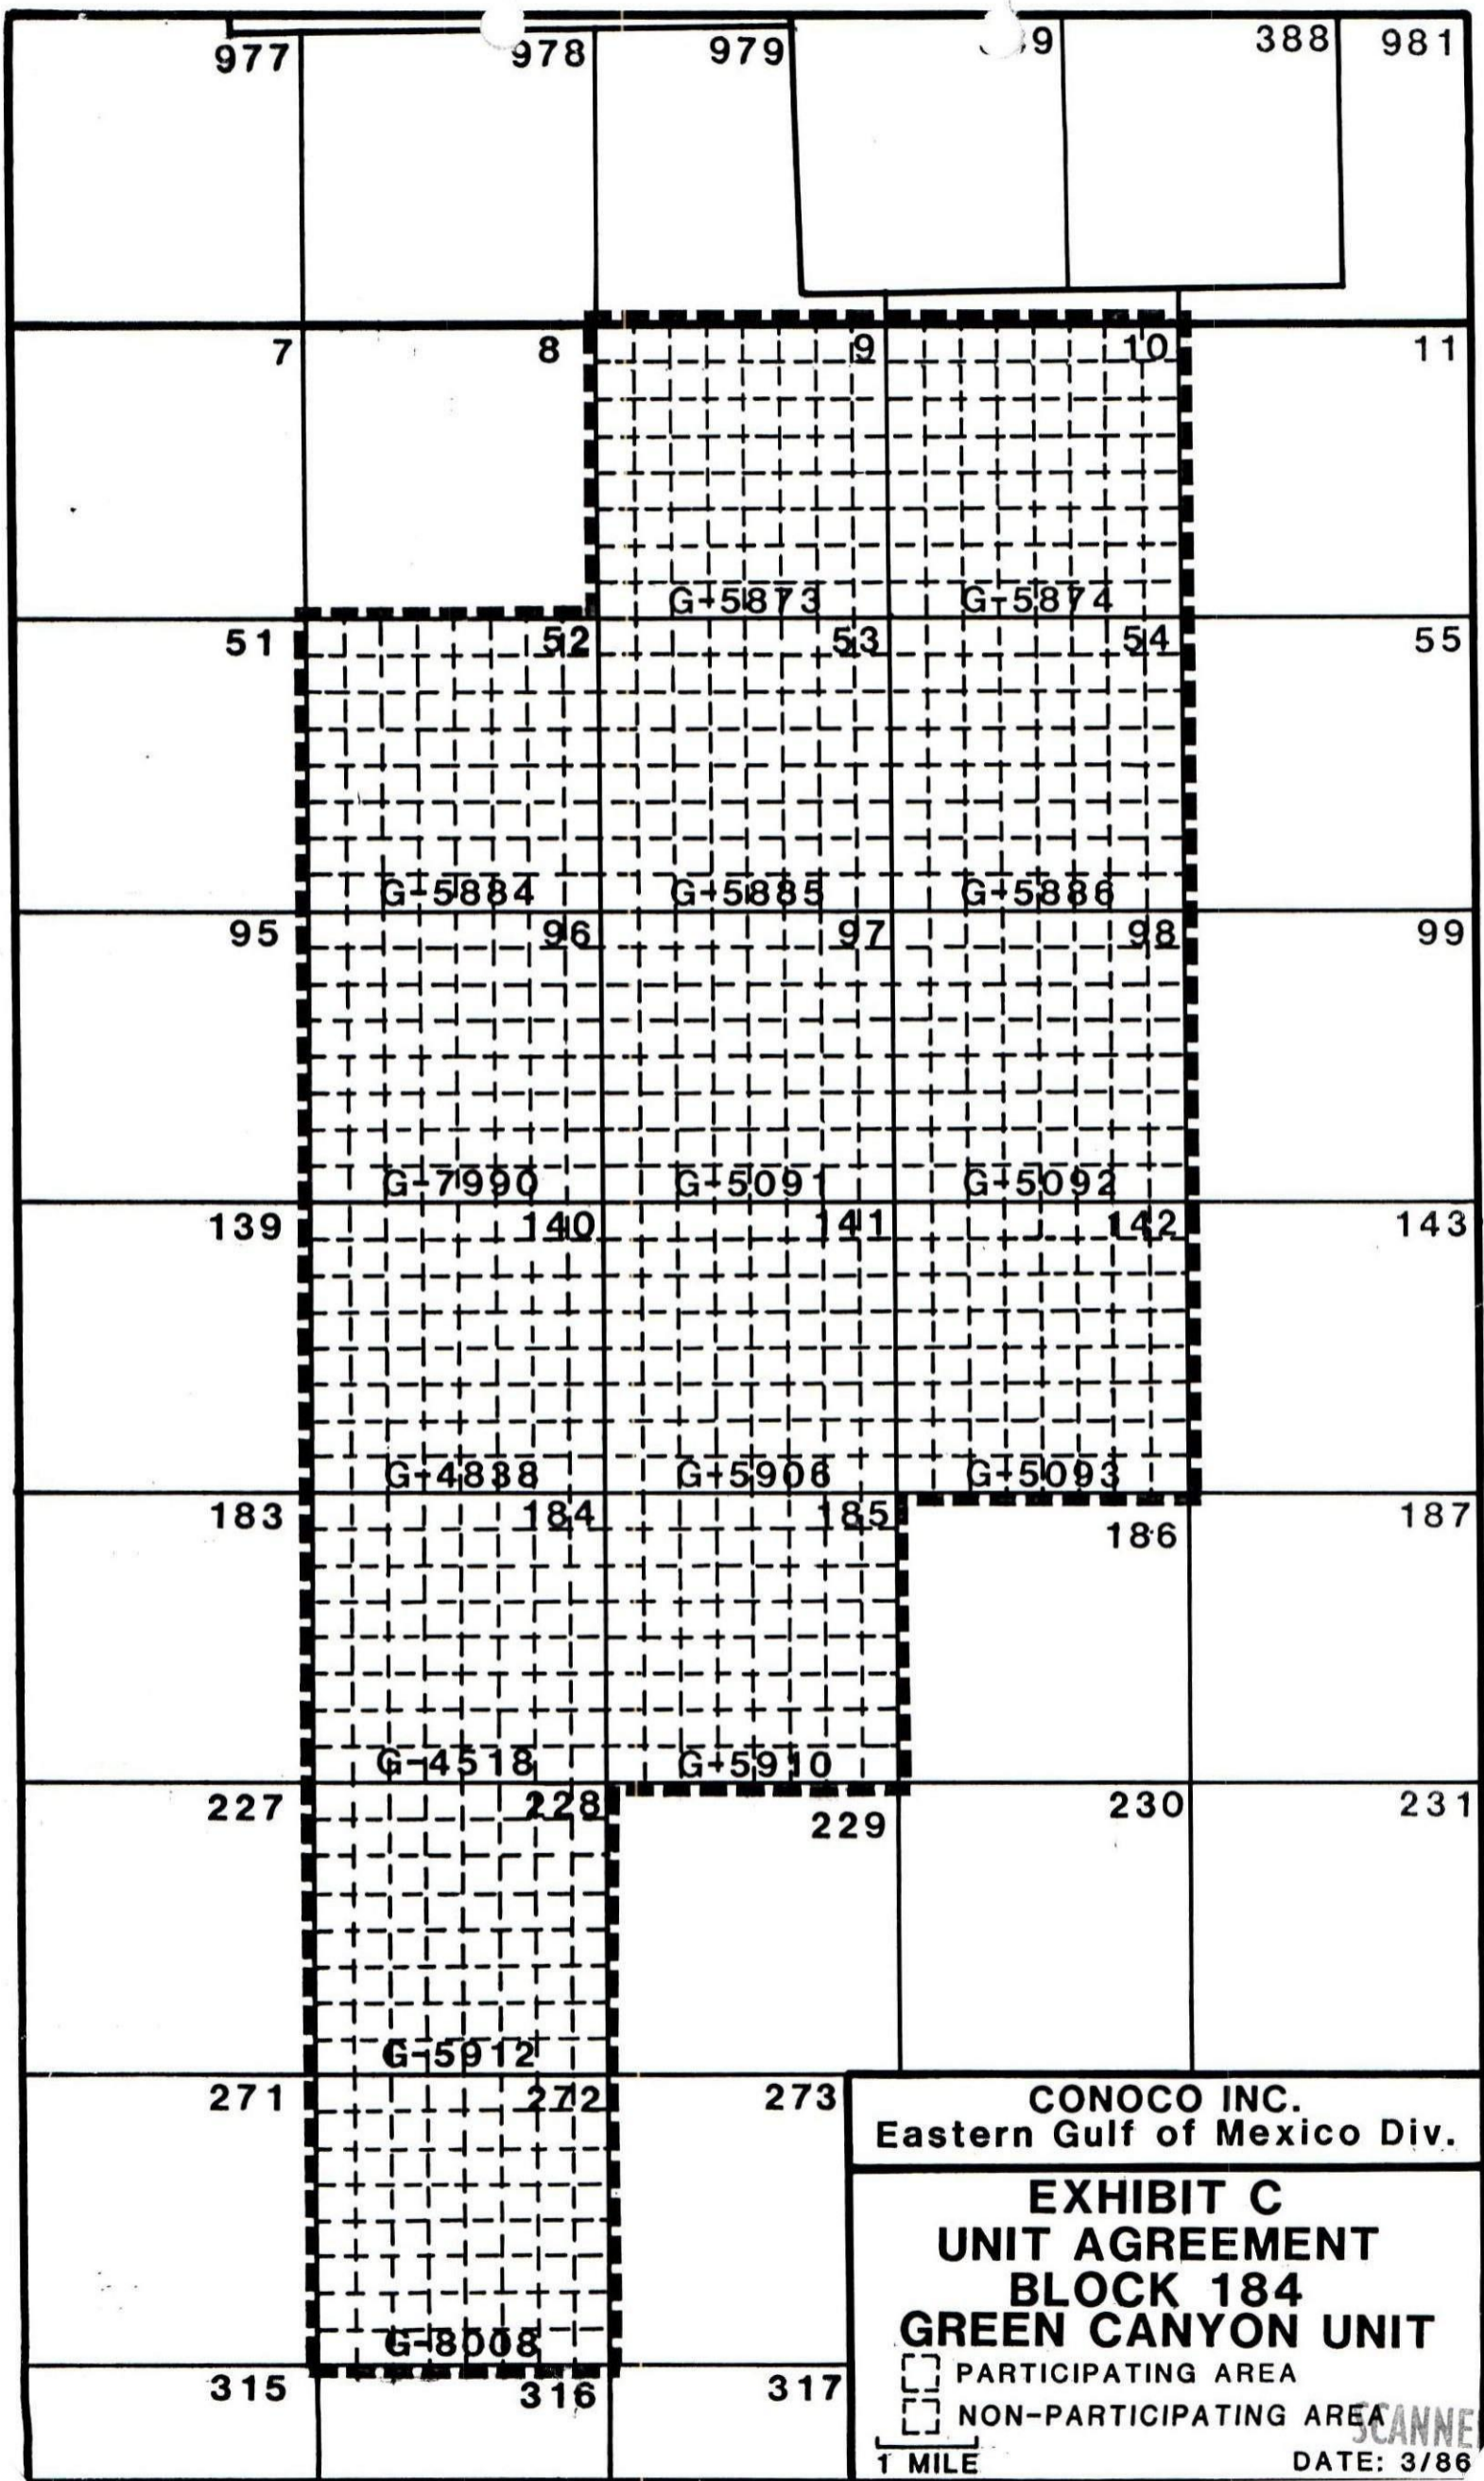 977 978 979 388 981
7 8 9 10 11
G-5873 G-5874
51 52 53 54 55
G-5884 G-5885 G-5886
95 96 97 98 99
G-7990 G-5091 G-5092
139 140 141 142 143
G-4838 G-5906 G-5093
183 184 185 186 187
G-4518 G-5910
227 228 229 230 231
G-5912
271 272 273
G-8008
315 316 317
CONOCO INC.
Eastern Gulf of Mexico Div.
EXHIBIT C
UNIT AGREEMENT
BLOCK 184
GREEN CANYON UNIT
PARTICIPATING AREA
NON-PARTICIPATING AREA
1 MILE
DATE: 3/86